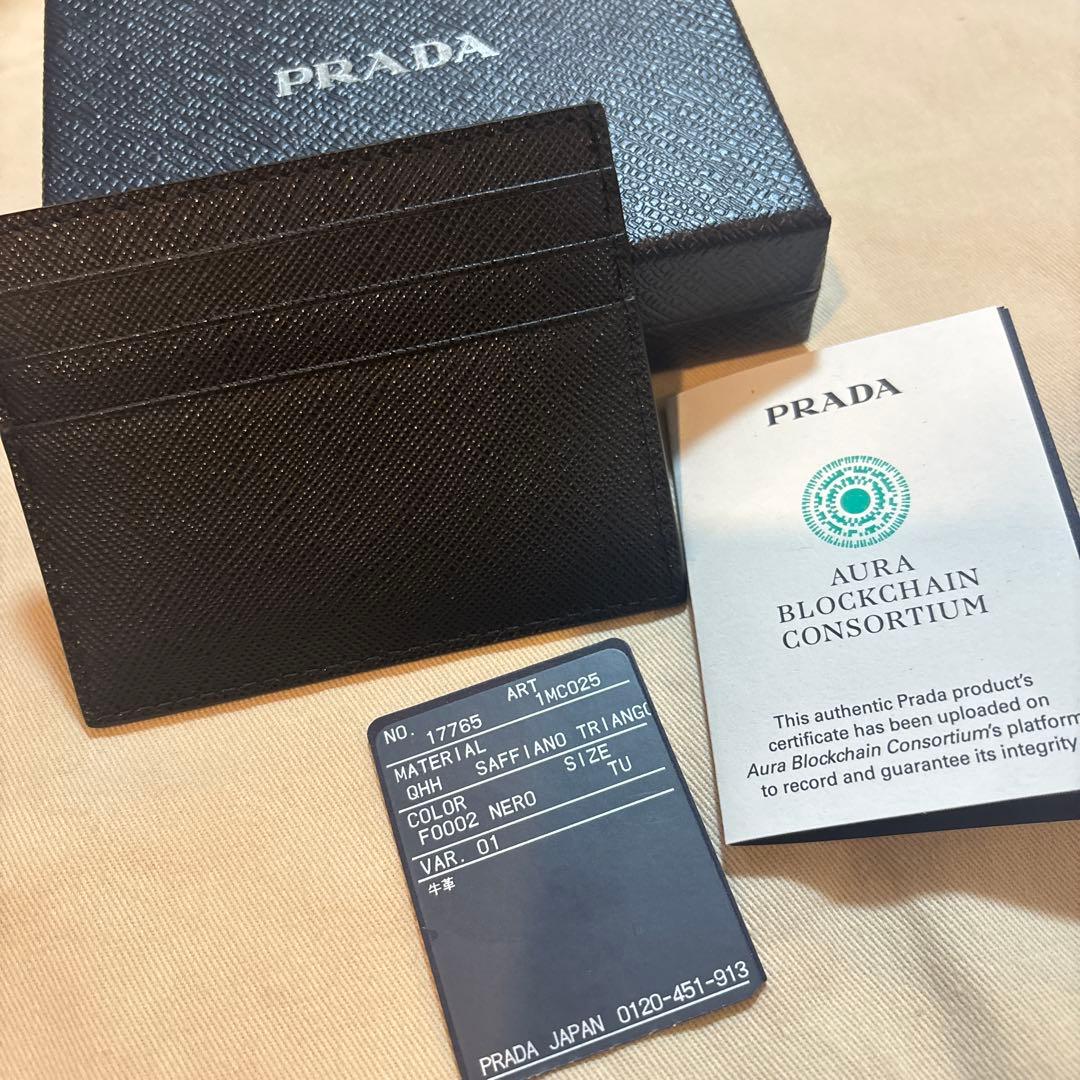 PRADA
PRADA
AURA
BLOCKCHAIN
CONSORTIUM
This authentic Prada product's
certificate has been uploaded on
Aura Blockchain Consortium's platform
to record and guarantee its integrity
NO. 17765 ART 1MC025
MATERIAL
QHH SAFFIANO TRIANGO
COLOR SIZE
F0002 NERO TU
VAR. 01
牛革
PRADA JAPAN 0120-451-913